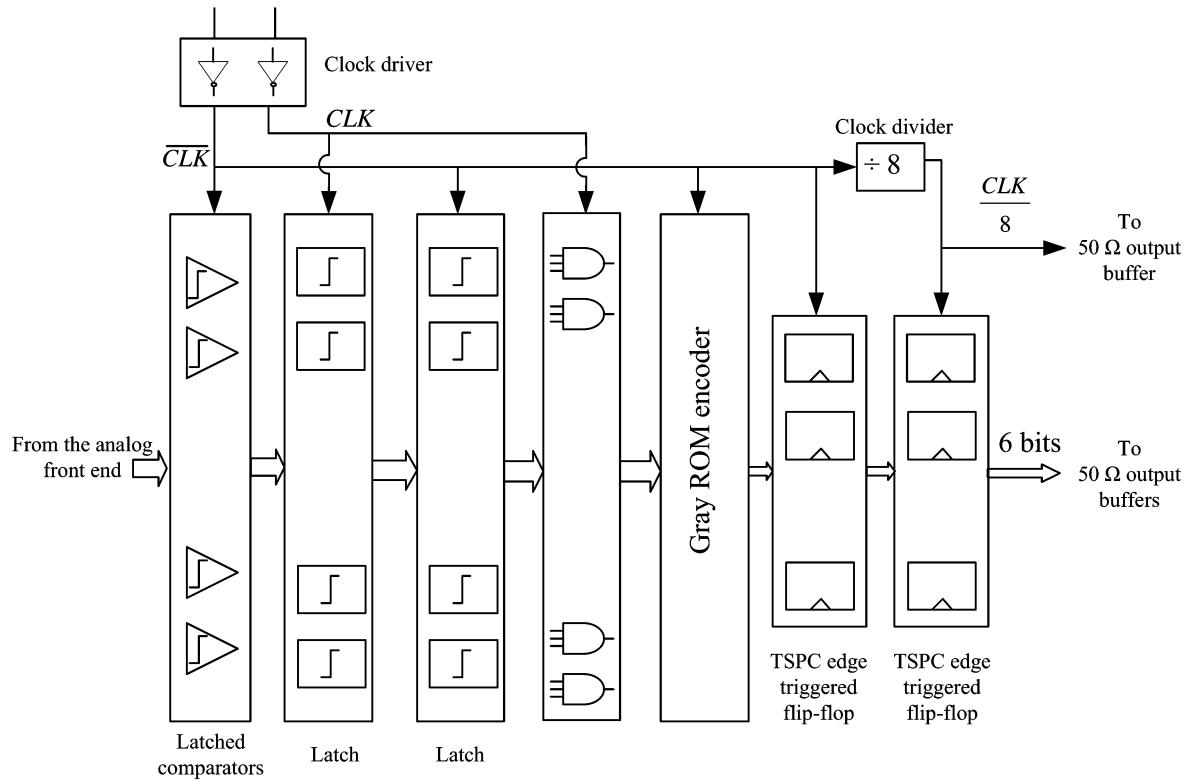 Clock driver
CLK
CLK
Clock divider
÷ 8
CLK
8
To
50 Ω output
buffer
From the analog
front end
Gray ROM encoder
6 bits
To
50 Ω output
buffers
Latched
comparators
Latch
Latch
TSPC edge
triggered
flip-flop
TSPC edge
triggered
flip-flop